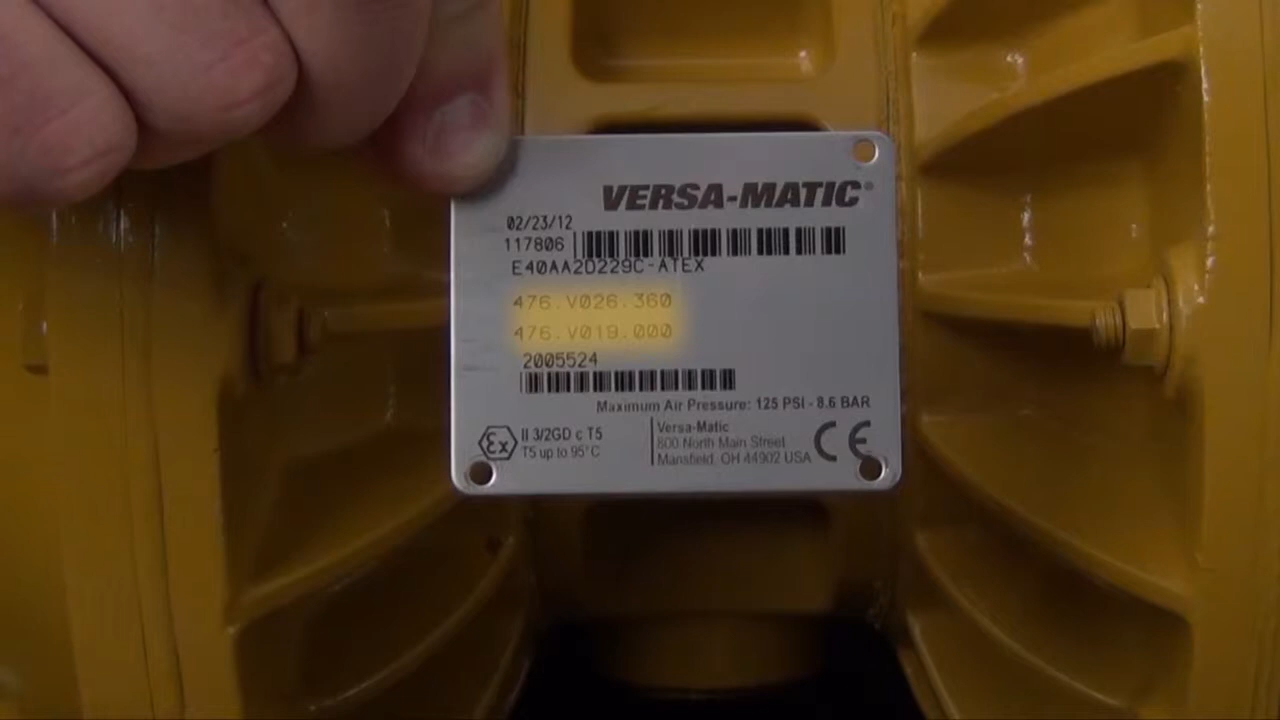 VERSA-MATIC®
02/23/12
117806
E40AA2D229C-ATEX
476.V026.360
476.V019.000
2005524
Maximum Air Pressure: 125 PSI - 8.6 BAR
Ex II 3/2GD c T5
T5 up to 95°C
Versa-Matic
800 North Main Street
Mansfield, OH 44902 USA
CE